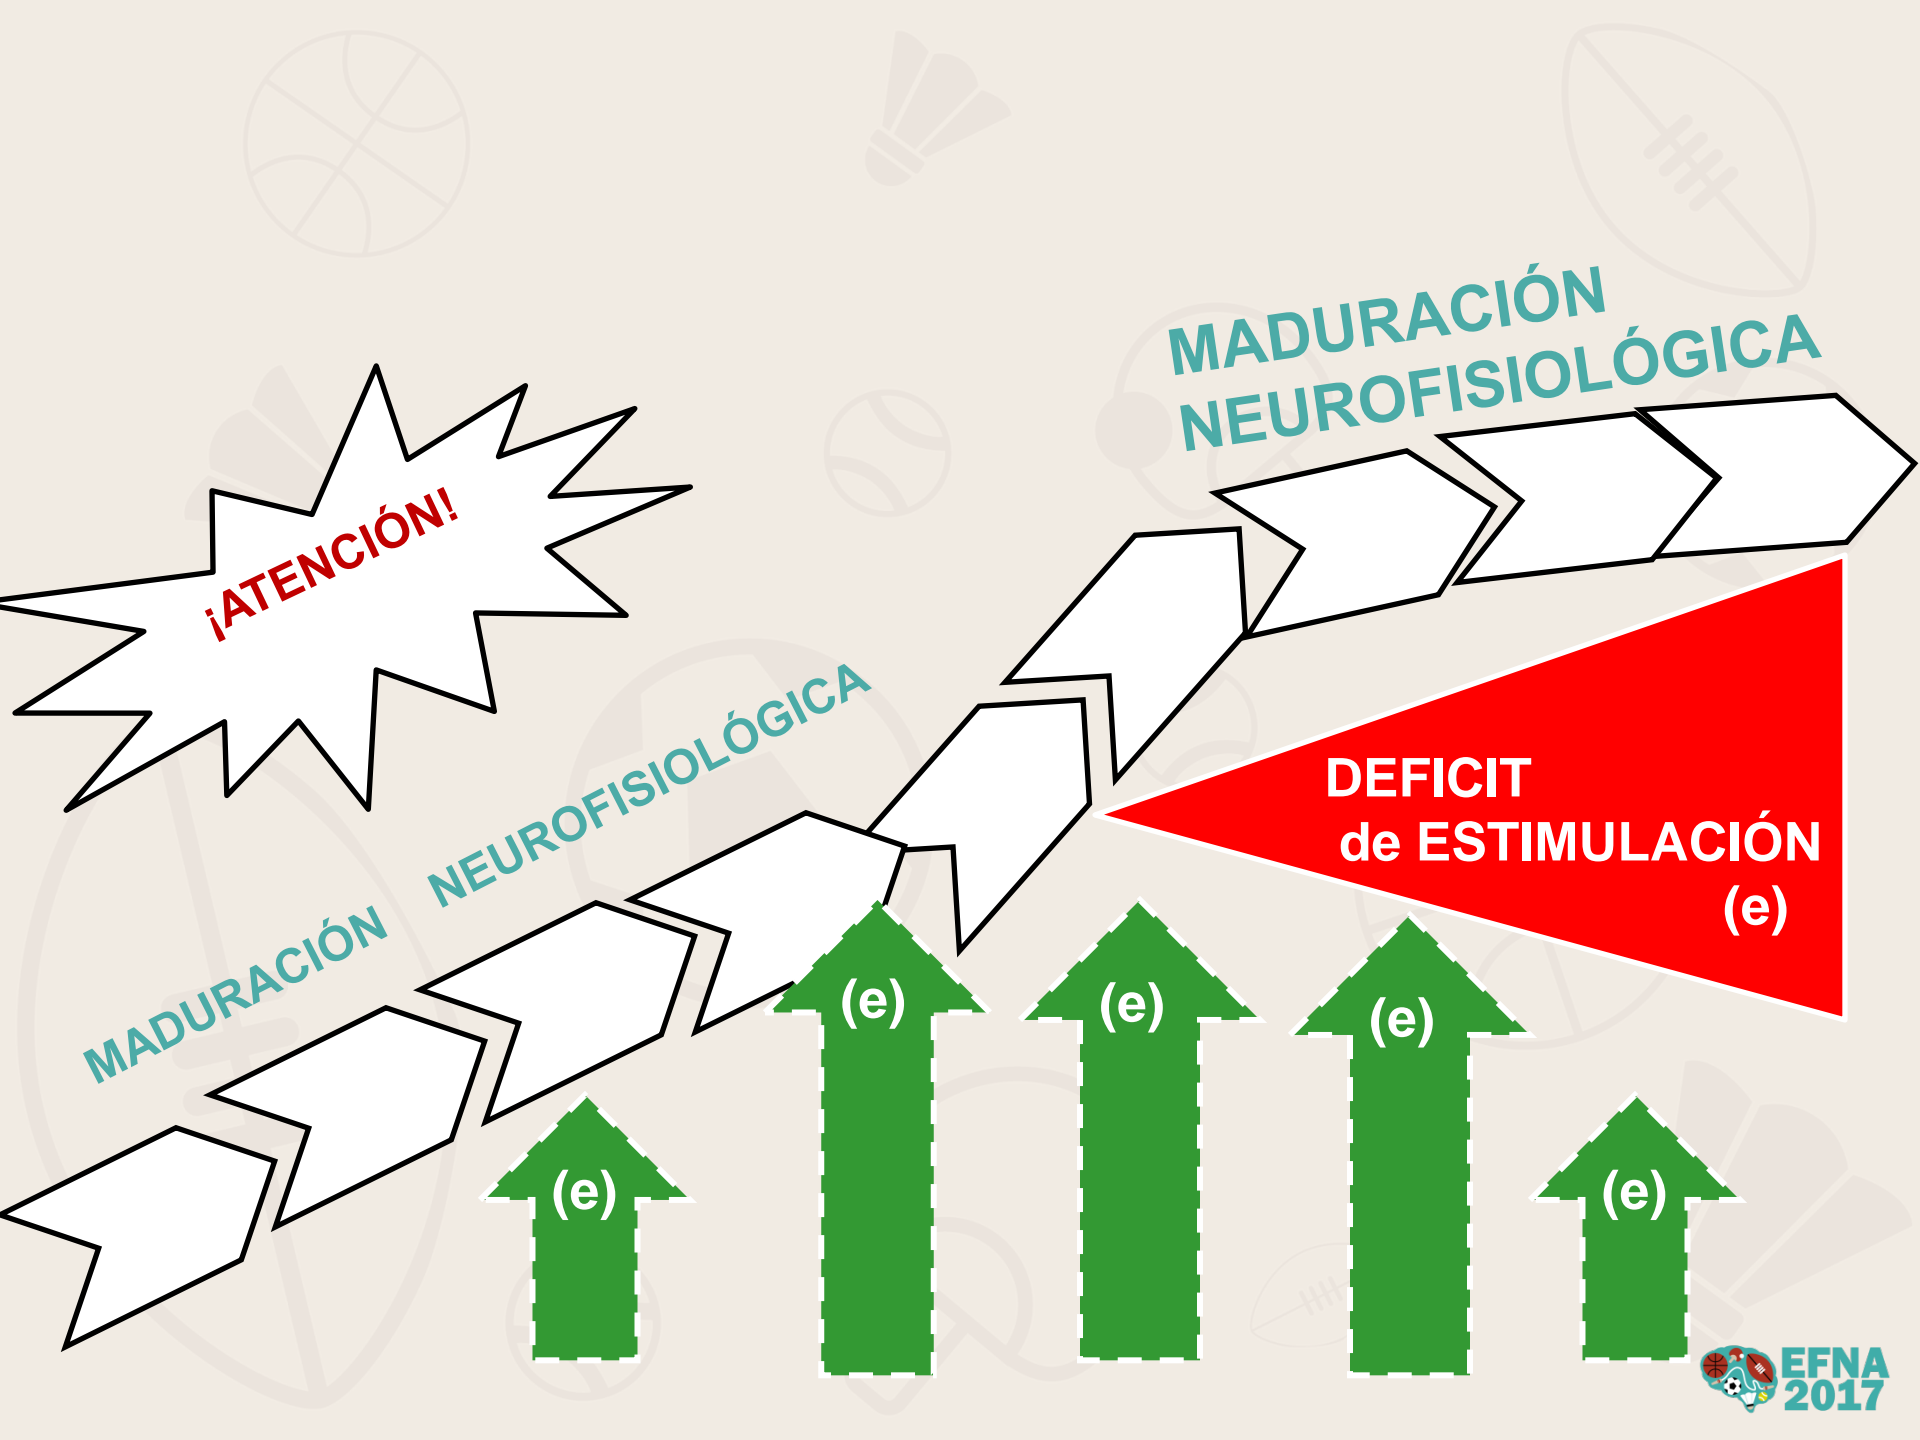 MADURACIÓN
NEUROFISIOLÓGICA
¡ATENCIÓN!
MADURACIÓN NEUROFISIOLÓGICA
DEFICIT
de ESTIMULACIÓN
(e)
(e)
(e)
(e)
(e)
(e)
EFNA
2017